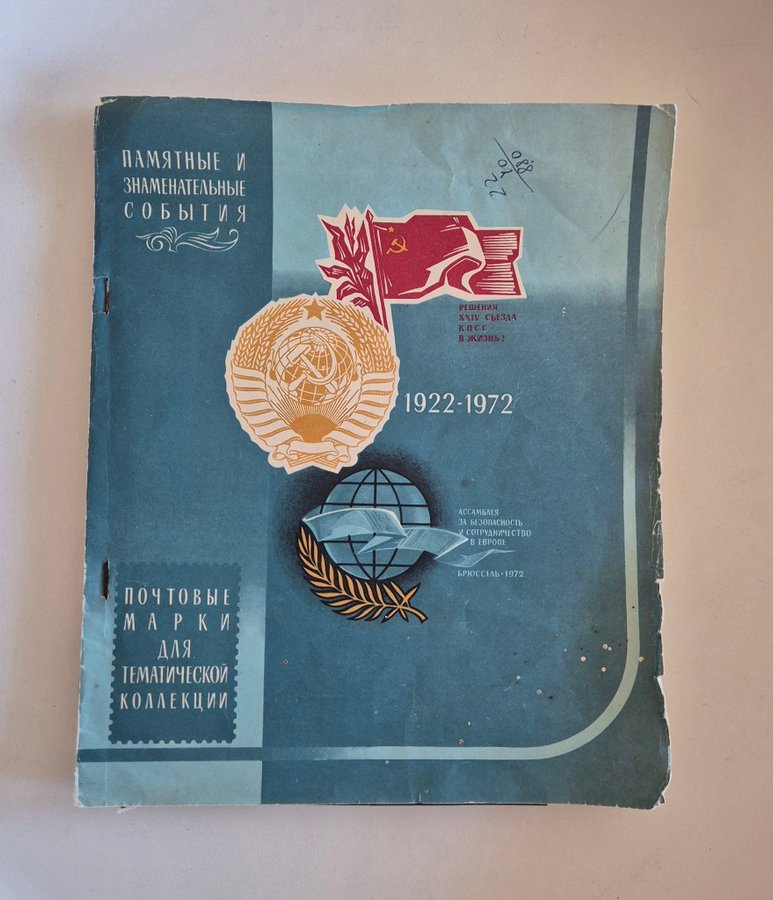 ПАМЯТНЫЕ И
ЗНАМЕНАТЕЛЬНЫЕ
СОБЫТИЯ
РЕШЕНИЯ
XXIV СЪЕЗДА
КПСС –
В ЖИЗНЬ!
1922-1972
АССАМБЛЕЯ
ЗА БЕЗОПАСНОСТЬ
И СОТРУДНИЧЕСТВО
В ЕВРОПЕ
БРЮССЕЛЬ · 1972
ПОЧТОВЫЕ
МАРКИ
ДЛЯ
ТЕМАТИЧЕСКОЙ
КОЛЛЕКЦИИ